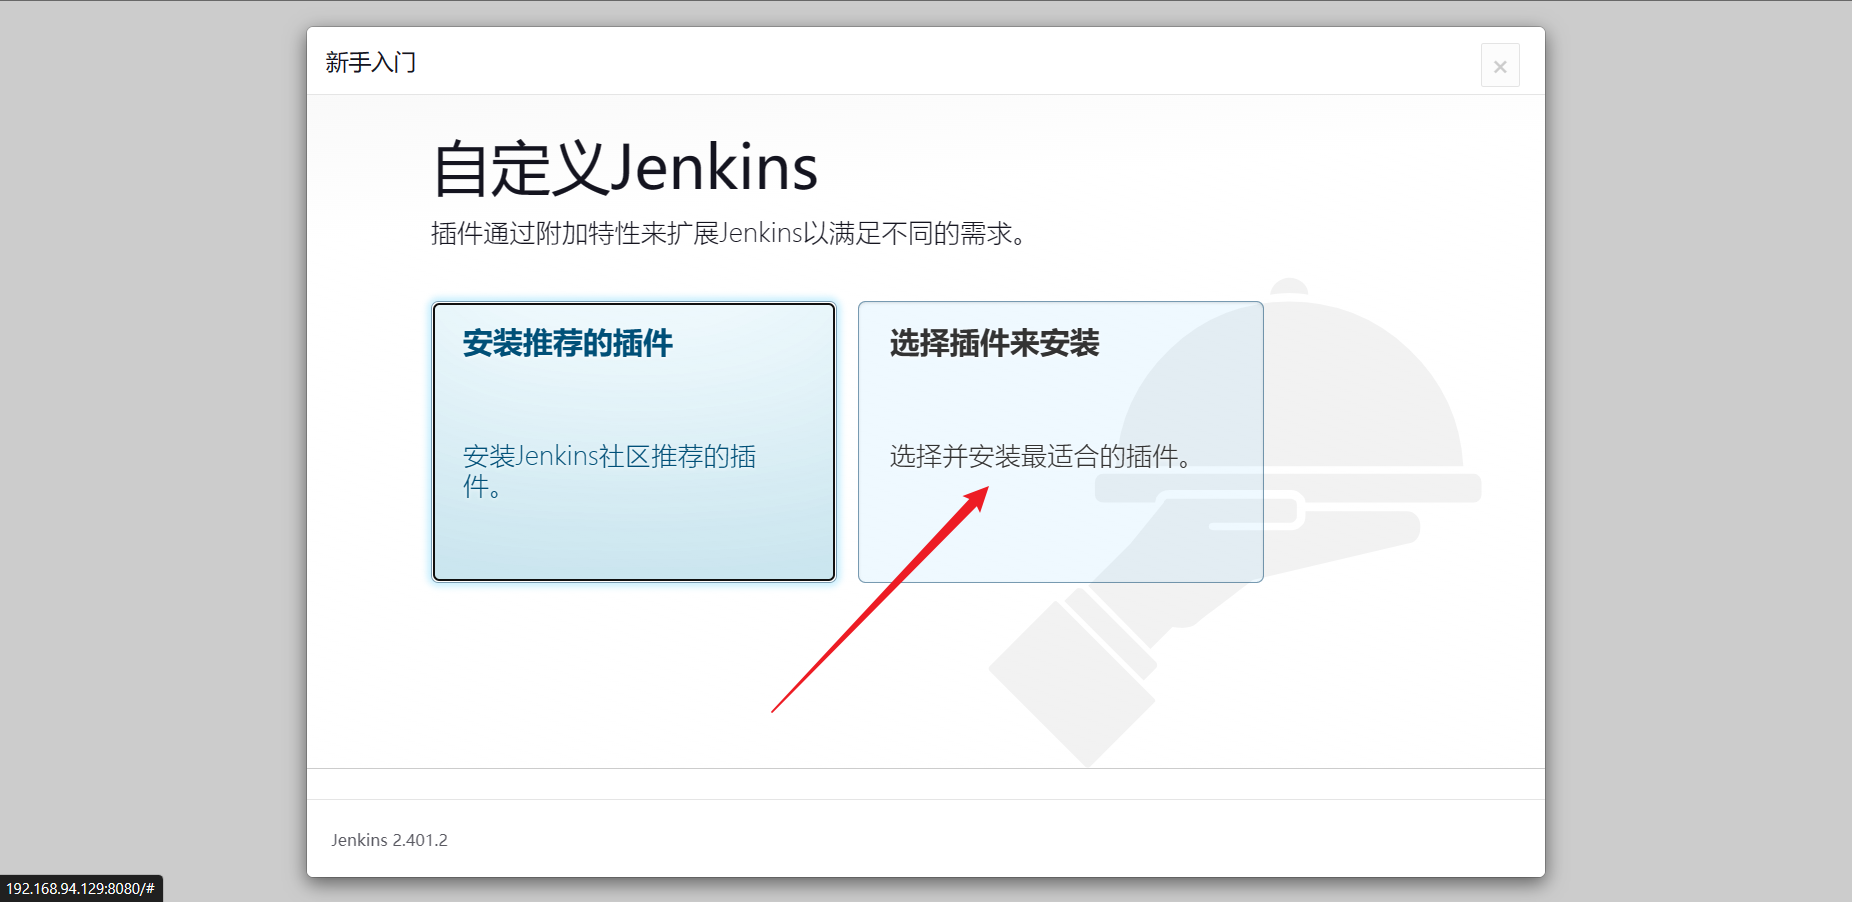 新手入门
×
自定义Jenkins
插件通过附加特性来扩展Jenkins以满足不同的需求。
安装推荐的插件
安装Jenkins社区推荐的插
件。
选择插件来安装
选择并安装最适合的插件。
Jenkins 2.401.2
192.168.94.129:8080/#